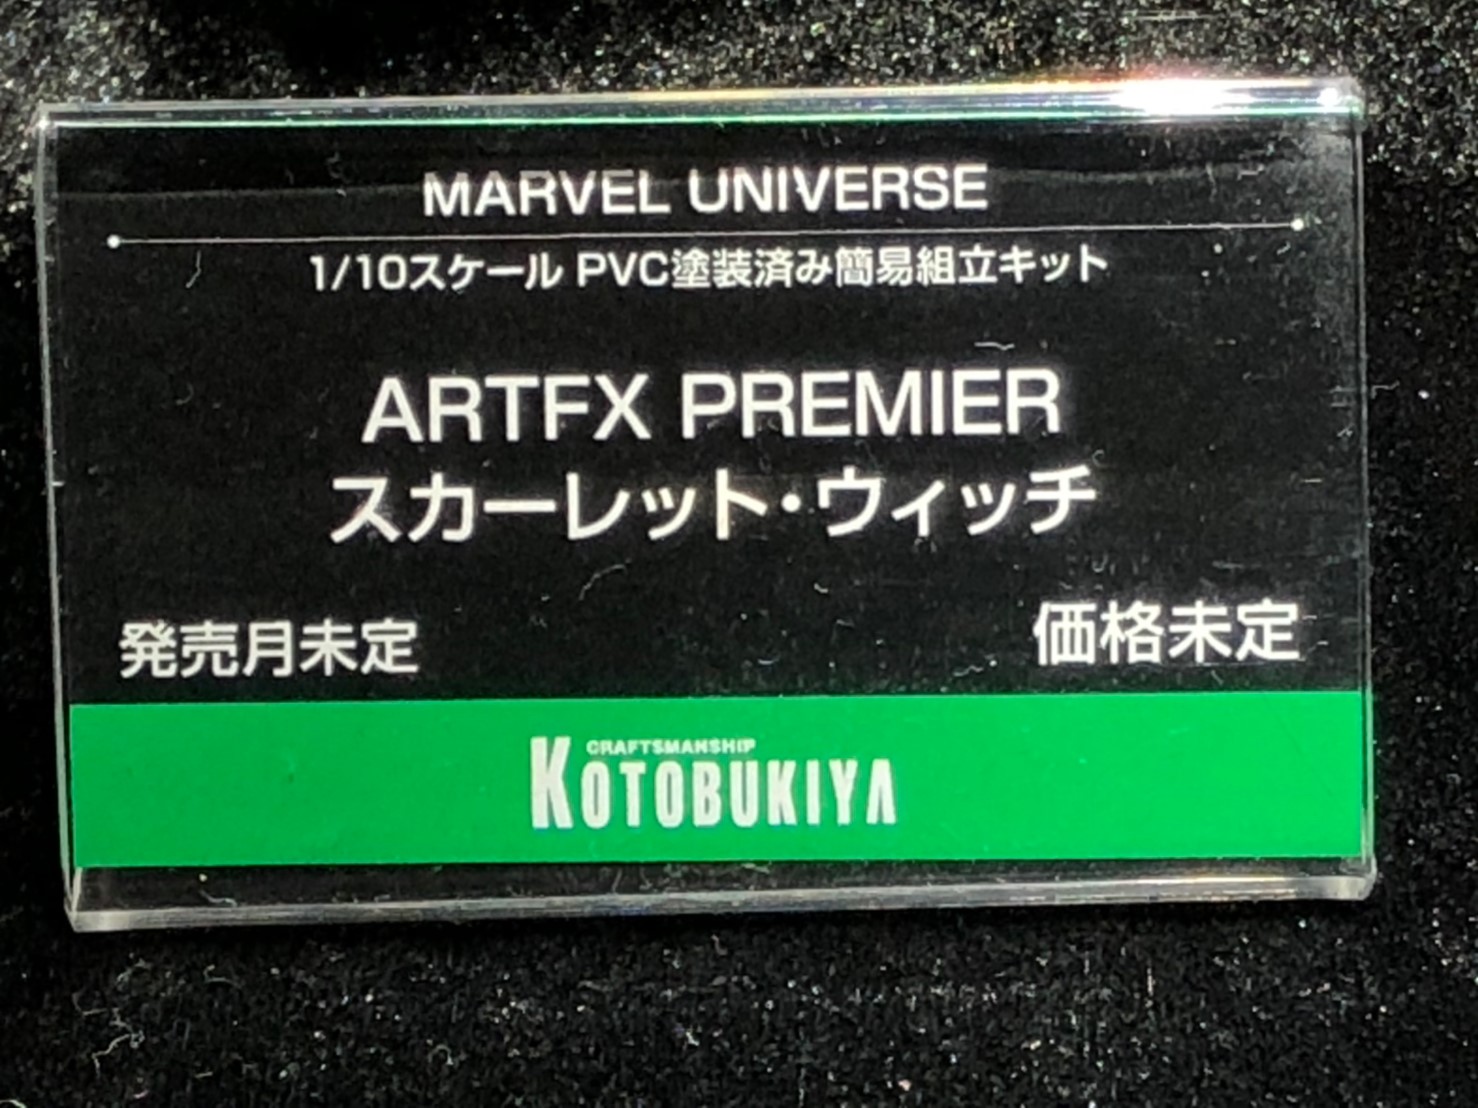 MARVEL UNIVERSE
1/10スケール PVC塗装済み簡易組立キット
ARTFX PREMIER
スカーレット・ウィッチ
発売月未定
価格未定
CRAFTSMANSHIP
KOTOBUKIYA